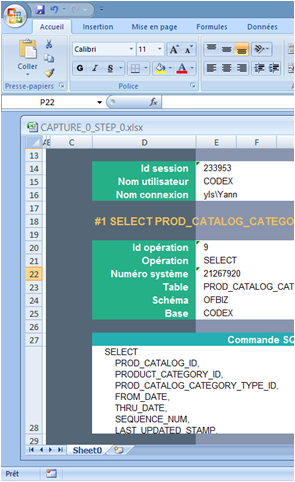 Accueil Insertion Mise en page Formules Données
Coller
Calibri 11 A A
G I S A
Presse-papiers Police
P22 fx
CAPTURE_0_STEP_0.xlsx
A E C D E F
13
14 Id session 233953
15 Nom utilisateur CODEX
16 Nom connexion yls\Yann
17
18 #1 SELECT PROD_CATALOG_CATEGO
19
20 Id opération 9
21 Opération SELECT
22 Numéro système 21267920
23 Table PROD_CATALOG_CAT
24 Schéma OFBIZ
25 Base CODEX
26
27 Commande SQ
SELECT
PROD_CATALOG_ID,
PRODUCT_CATEGORY_ID,
PROD_CATALOG_CATEGORY_TYPE_ID,
FROM_DATE,
THRU_DATE,
SEQUENCE_NUM,
28 LAST_UPDATED_STAMP,
29
Sheet0
Prêt